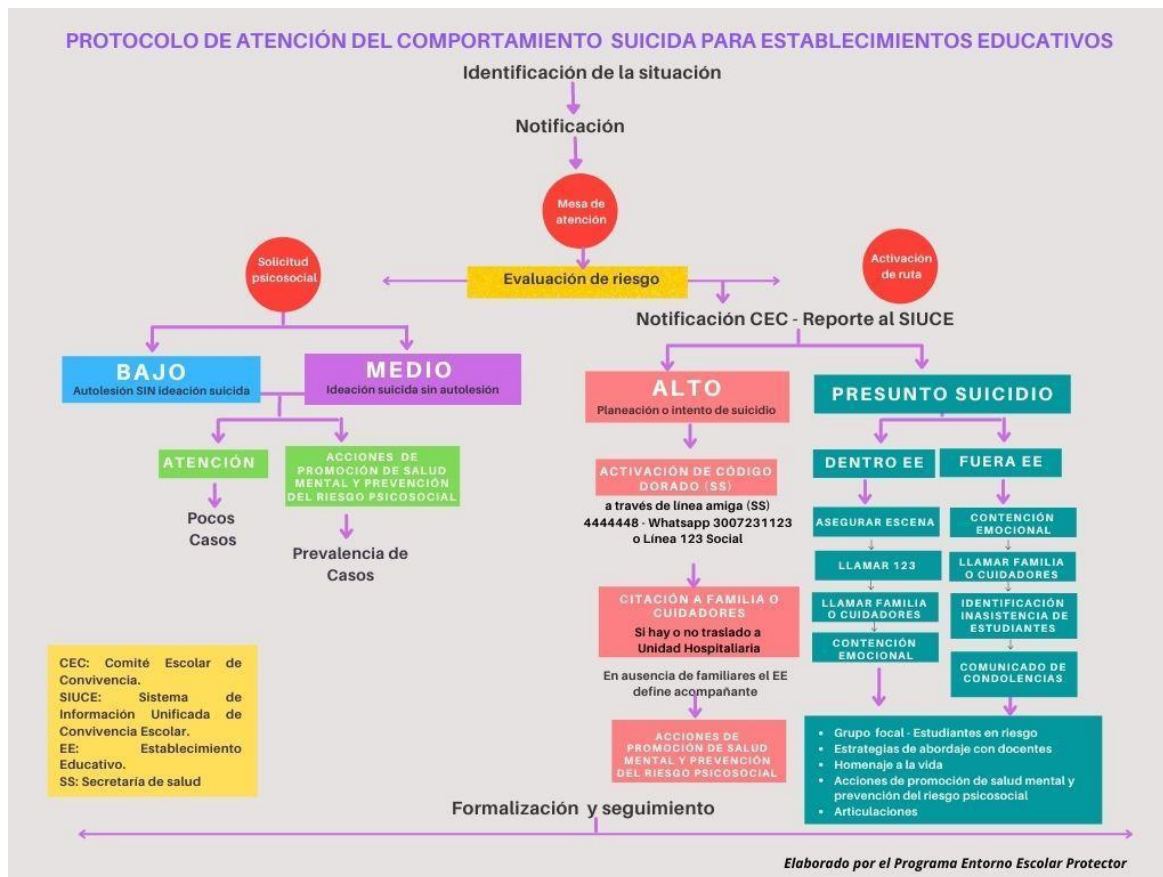 PROTOCOLO DE ATENCIÓN DEL COMPORTAMIENTO SUICIDA PARA ESTABLECIMIENTOS EDUCATIVOS
Identificación de la situación
Notificación
Mesa de
atención
Solicitud
psicosocial
Evaluación de riesgo
Activación
de ruta
Notificación CEC - Reporte al SIUCE
BAJO
Autolesión SIN ideación suicida
MEDIO
Ideación suicida sin autolesión
ATENCIÓN
Pocos
Casos
ACCIONES DE
PROMOCIÓN DE SALUD
MENTAL Y PREVENCIÓN
DEL RIESGO PSICOSOCIAL
Prevalencia de
Casos
ALTO
Planeación o intento de suicidio
ACTIVACIÓN DE CÓDIGO
DORADO (SS)
a través de línea amiga (SS)
4444448 - Whatsapp 3007231123
o Línea 123 Social
CITACIÓN A FAMILIA O
CUIDADORES
Si hay o no traslado a
Unidad Hospitaliaria
En ausencia de familiares el EE
define acompañante
ACCIONES DE
PROMOCIÓN DE SALUD
MENTAL Y PREVENCIÓN
DEL RIESGO PSICOSOCIAL
PRESUNTO SUICIDIO
DENTRO EE
ASEGURAR ESCENA
LLAMAR 123
LLAMAR FAMILIA
O CUIDADORES
CONTENCIÓN
EMOCIONAL
FUERA EE
CONTENCIÓN
EMOCIONAL
LLAMAR FAMILIA
O CUIDADORES
IDENTIFICACIÓN
INASISTENCIA DE
ESTUDIANTES
COMUNICADO DE
CONDOLENCIAS
• Grupo focal - Estudiantes en riesgo
• Estrategias de abordaje con docentes
• Homenaje a la vida
• Acciones de promoción de salud mental y
prevención del riesgo psicosocial
• Articulaciones
CEC: Comité Escolar de
Convivencia.
SIUCE: Sistema de
Información Unificada de
Convivencia Escolar.
EE: Establecimiento
Educativo.
SS: Secretaría de salud
Formalización y seguimiento
Elaborado por el Programa Entorno Escolar Protector